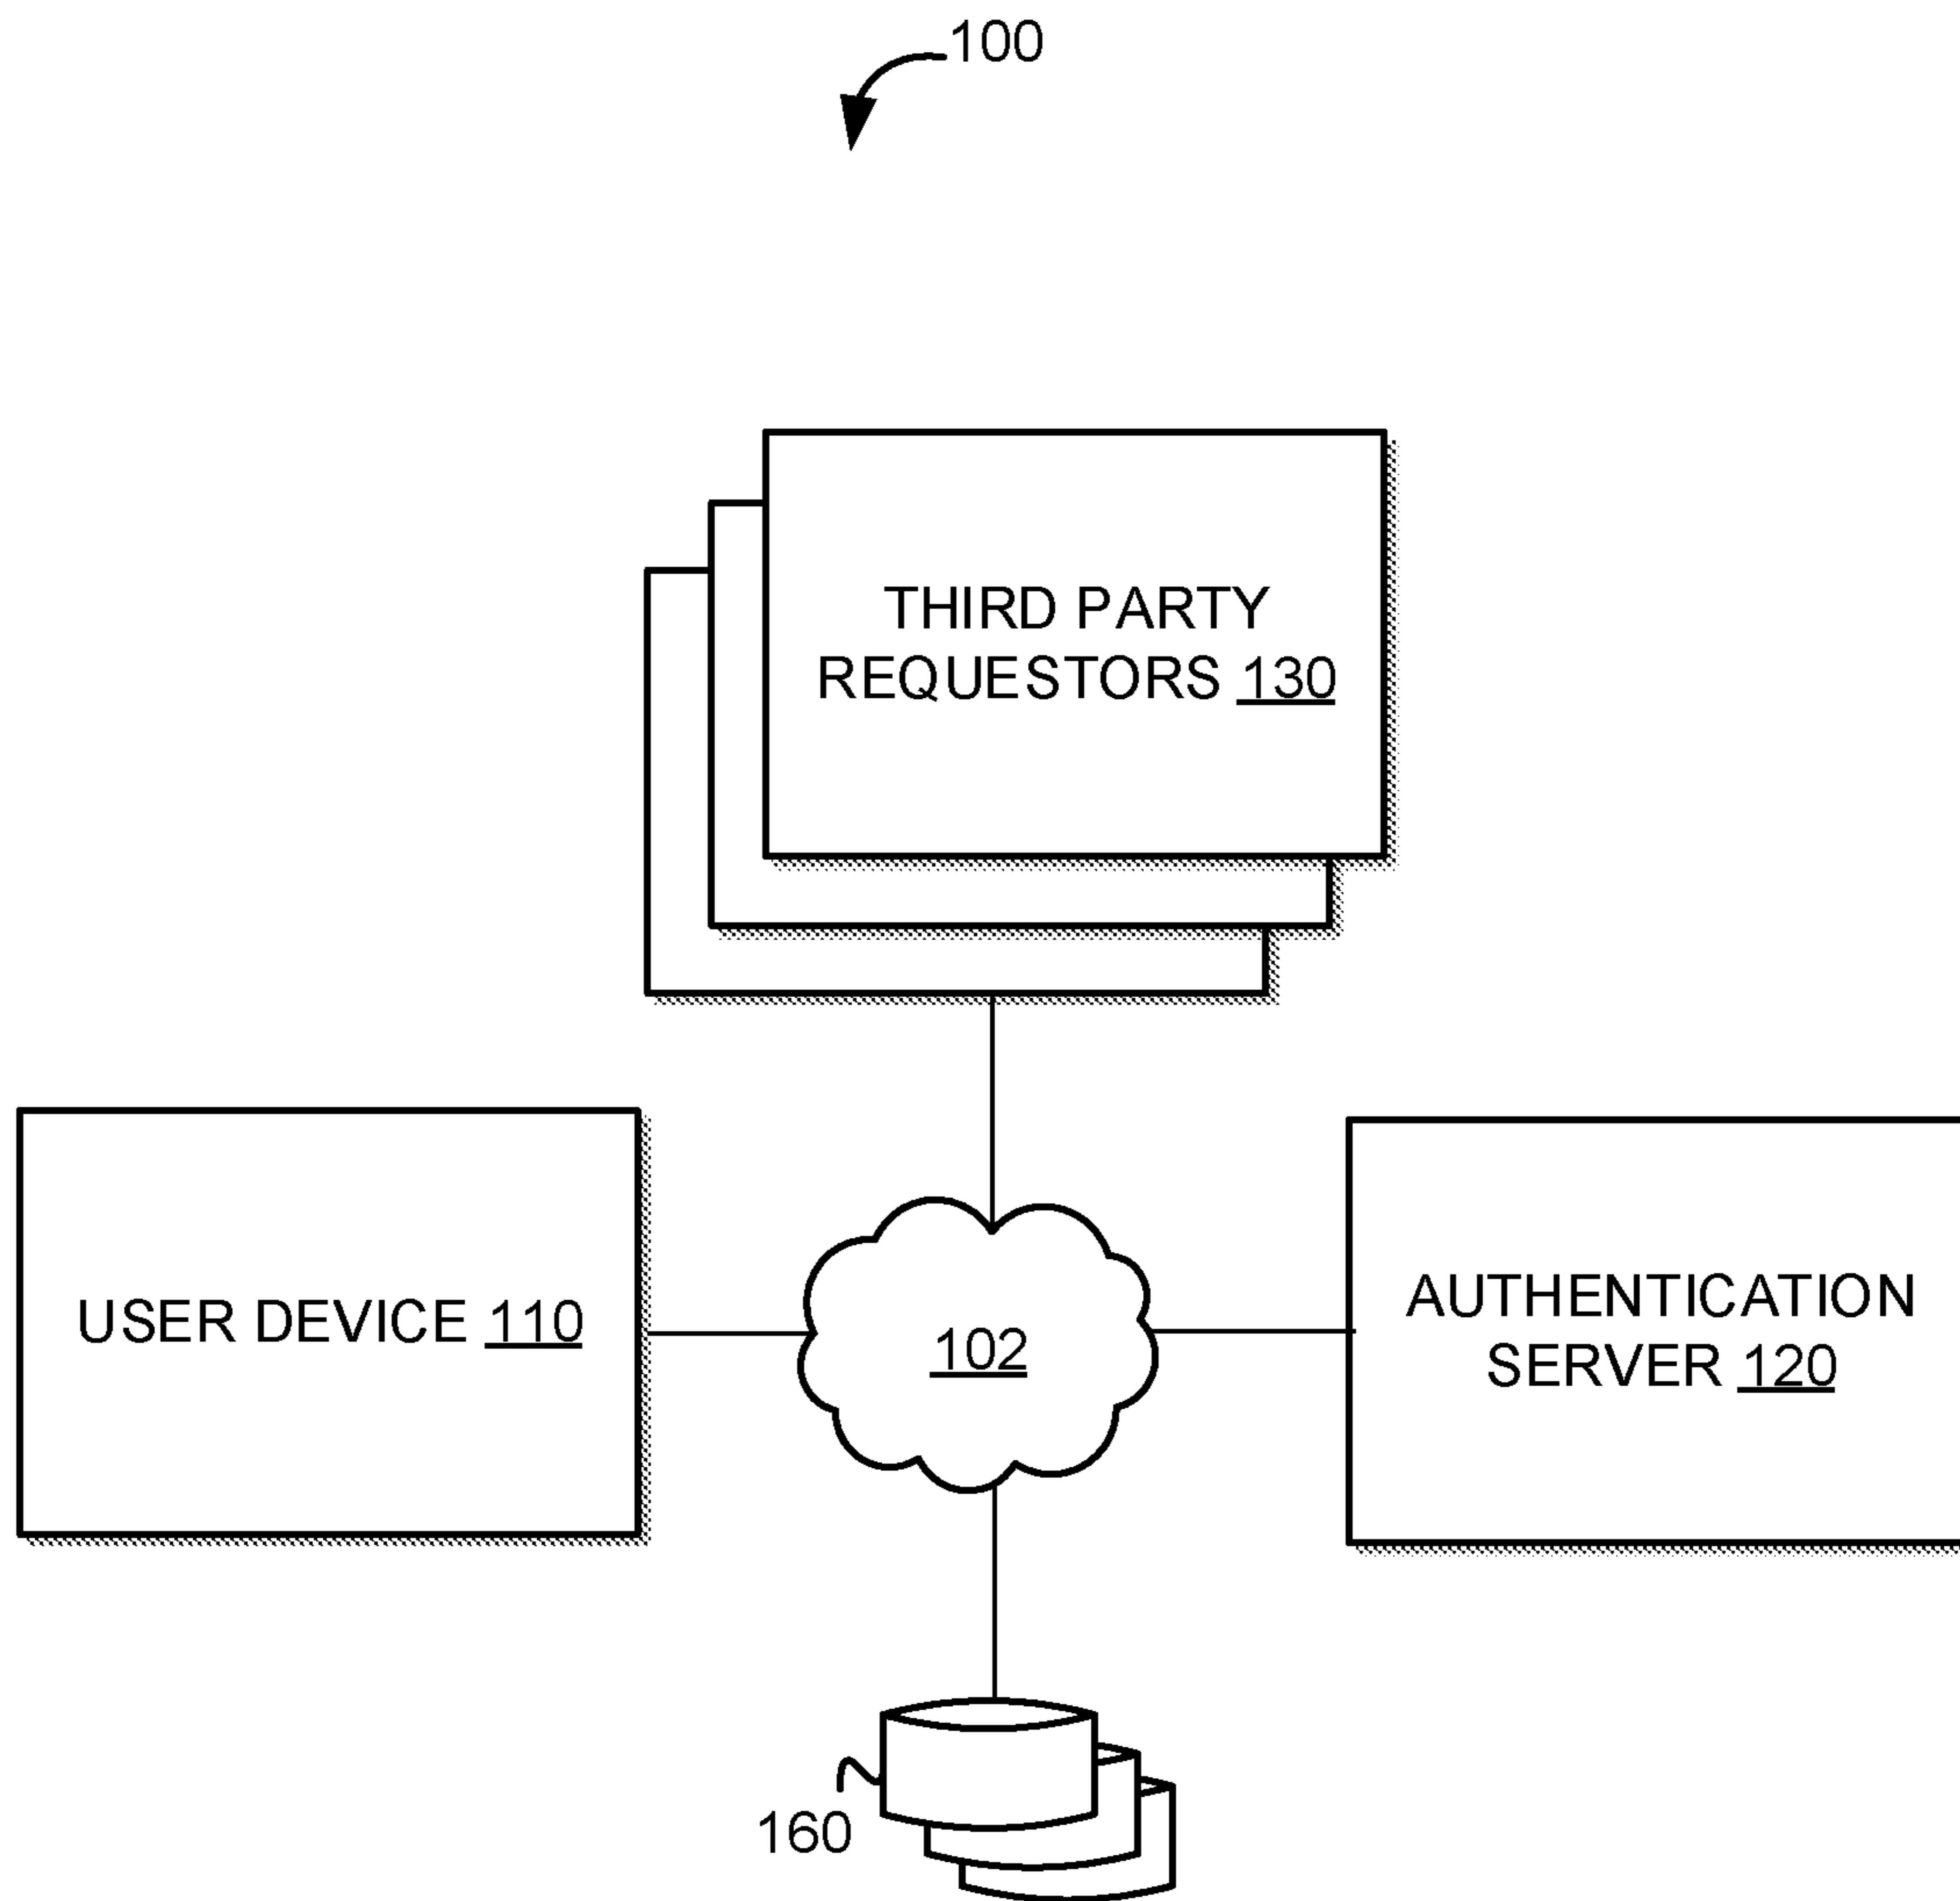 100
THIRD PARTY
REQUESTORS 130
USER DEVICE 110
102
AUTHENTICATION
SERVER 120
160